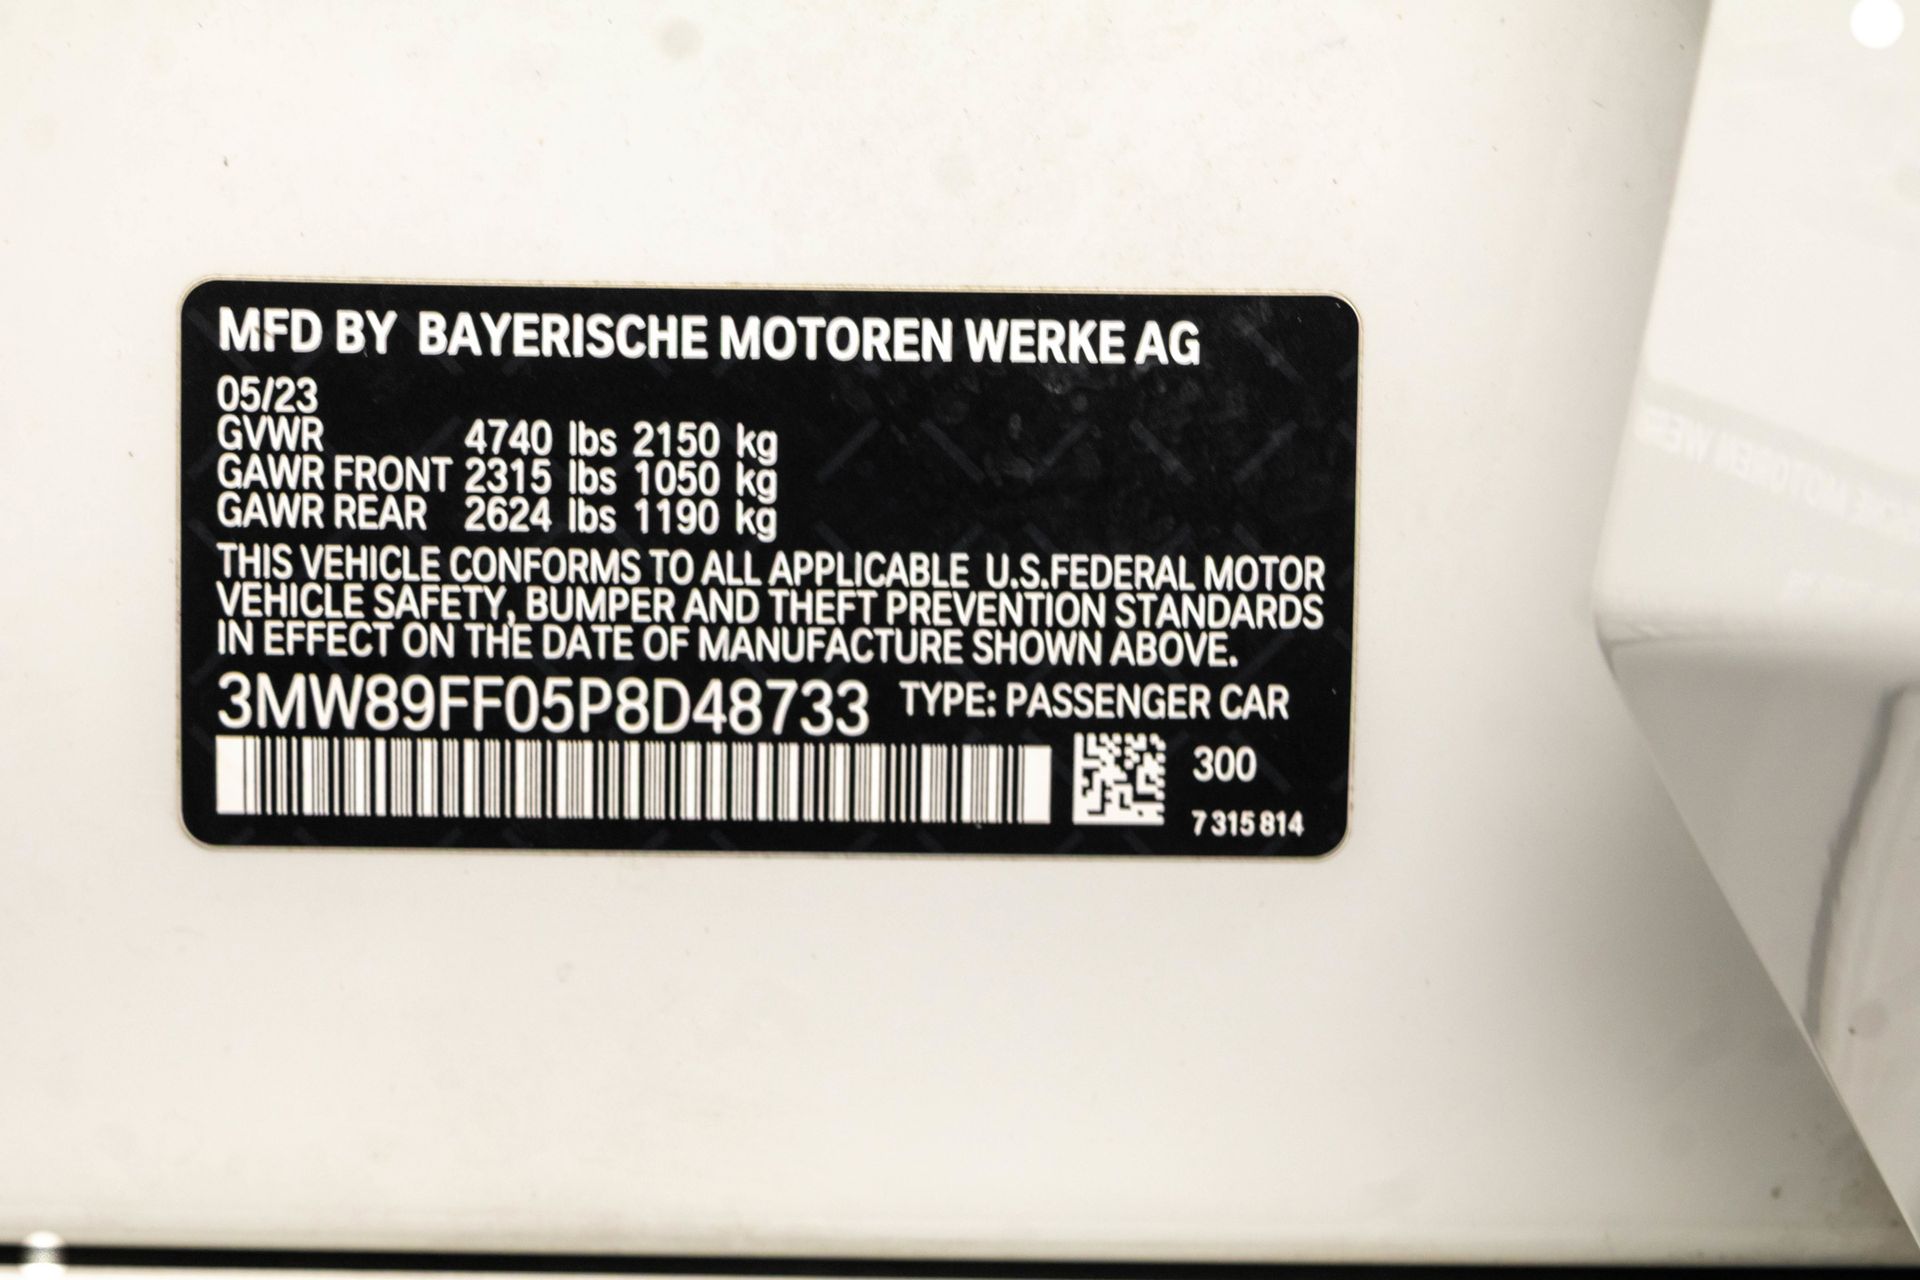 MFD BY BAYERISCHE MOTOREN WERKE AG
05/23
GVWR 4740 lbs 2150 kg
GAWR FRONT 2315 lbs 1050 kg
GAWR REAR 2624 lbs 1190 kg
THIS VEHICLE CONFORMS TO ALL APPLICABLE U.S.FEDERAL MOTOR
VEHICLE SAFETY, BUMPER AND THEFT PREVENTION STANDARDS
IN EFFECT ON THE DATE OF MANUFACTURE SHOWN ABOVE.
3MW89FF05P8D48733 TYPE: PASSENGER CAR
300
7 315 814